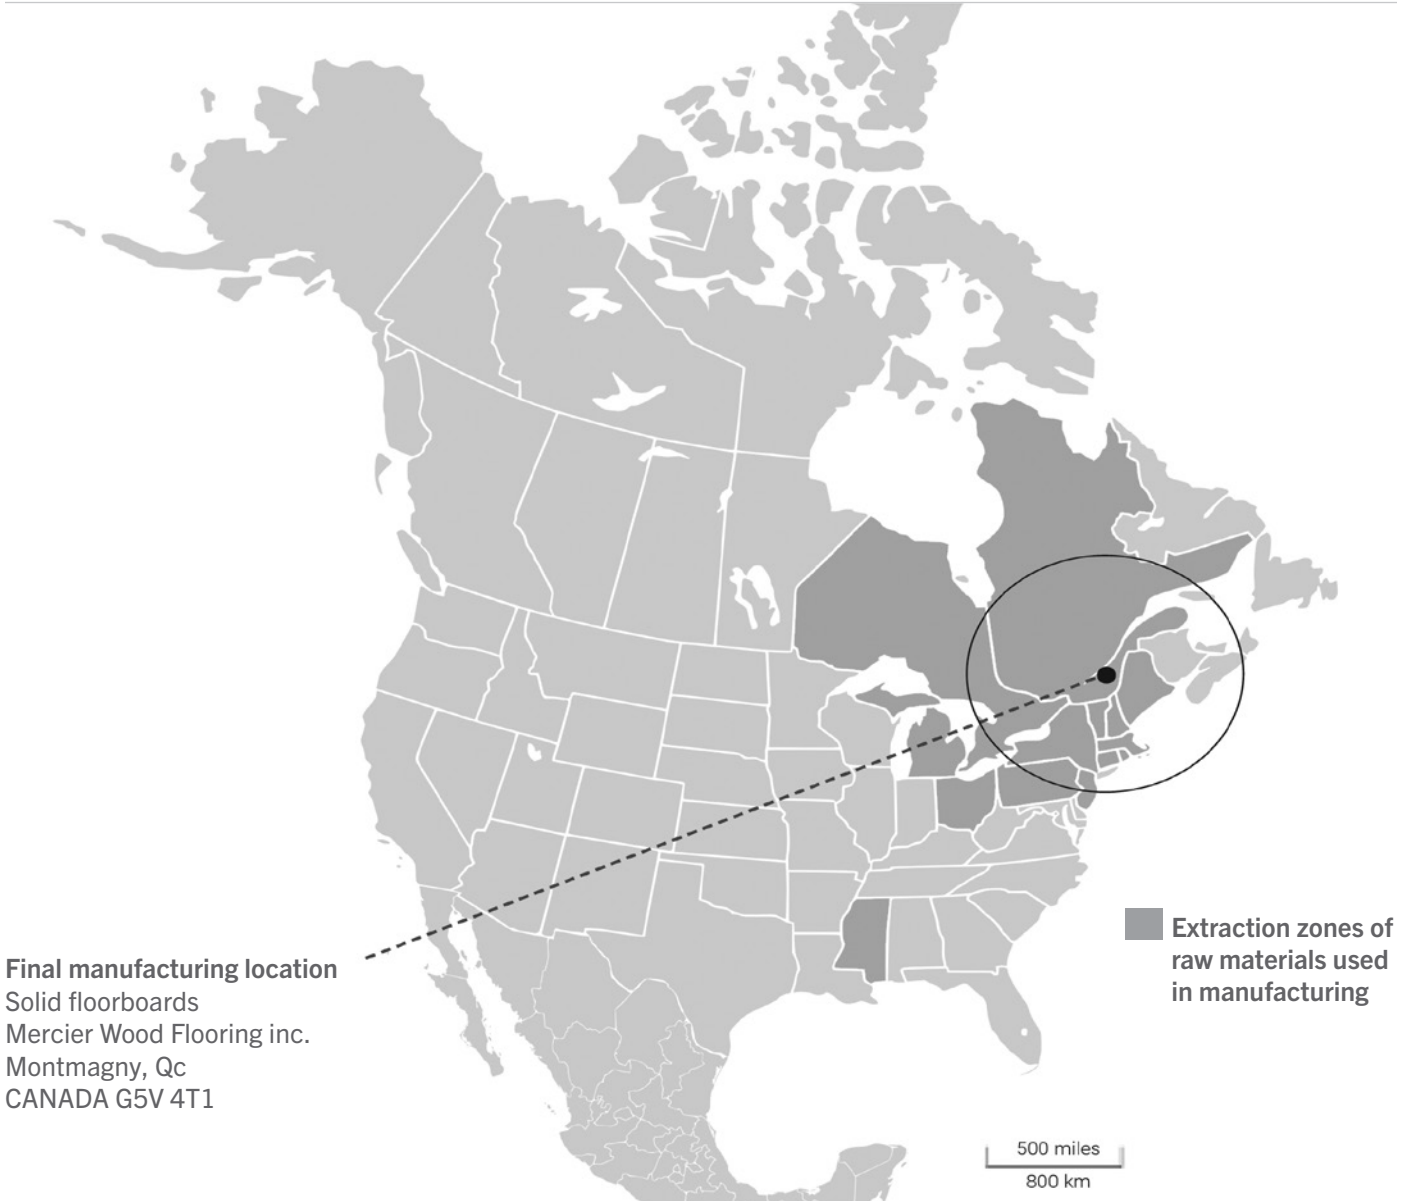 Final manufacturing location
Solid floorboards
Mercier Wood Flooring inc.
Montmagny, Qc
CANADA G5V 4T1
Extraction zones of
raw materials used
in manufacturing
500 miles
800 km